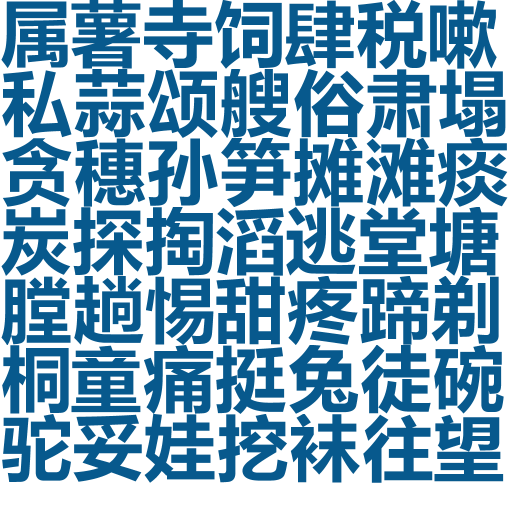 属薯寺饲肆税嗽
私蒜颂艘俗肃塌
贪穗孙笋摊滩痰
炭探掏滔逃堂塘
膛趟惕甜疼蹄剃
桐童痛挺兔徒碗
驼妥娃挖袜往望